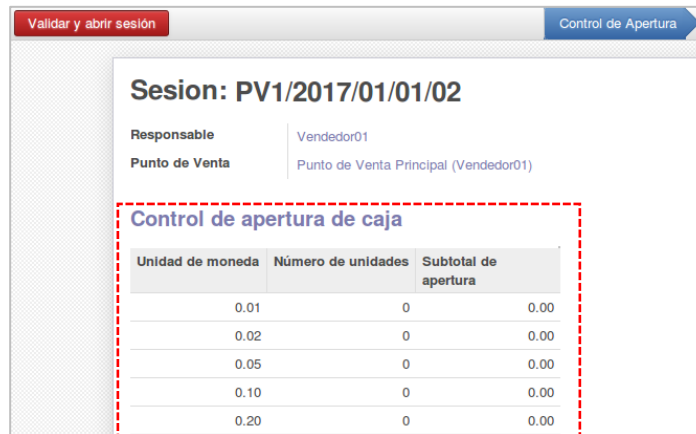 Validar y abrir sesión
Control de Apertura
Sesion: PV1/2017/01/01/02
Responsable Vendedor01
Punto de Venta Punto de Venta Principal (Vendedor01)
Control de apertura de caja
Unidad de moneda Número de unidades Subtotal de
apertura
0.01 0 0.00
0.02 0 0.00
0.05 0 0.00
0.10 0 0.00
0.20 0 0.00